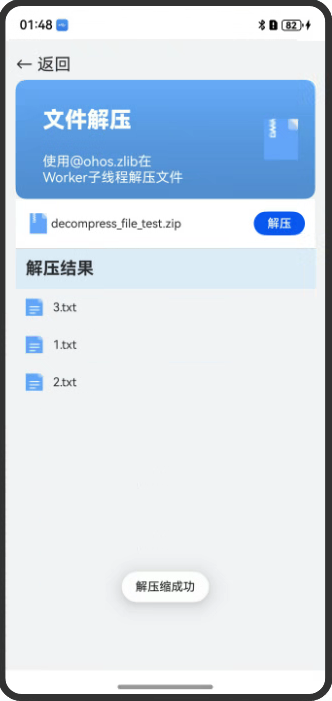 01:48
82
返回
文件解压
使用@ohos.zlib在
Worker子线程解压文件
decompress_file_test.zip
解压
解压结果
3.txt
1.txt
2.txt
解压缩成功